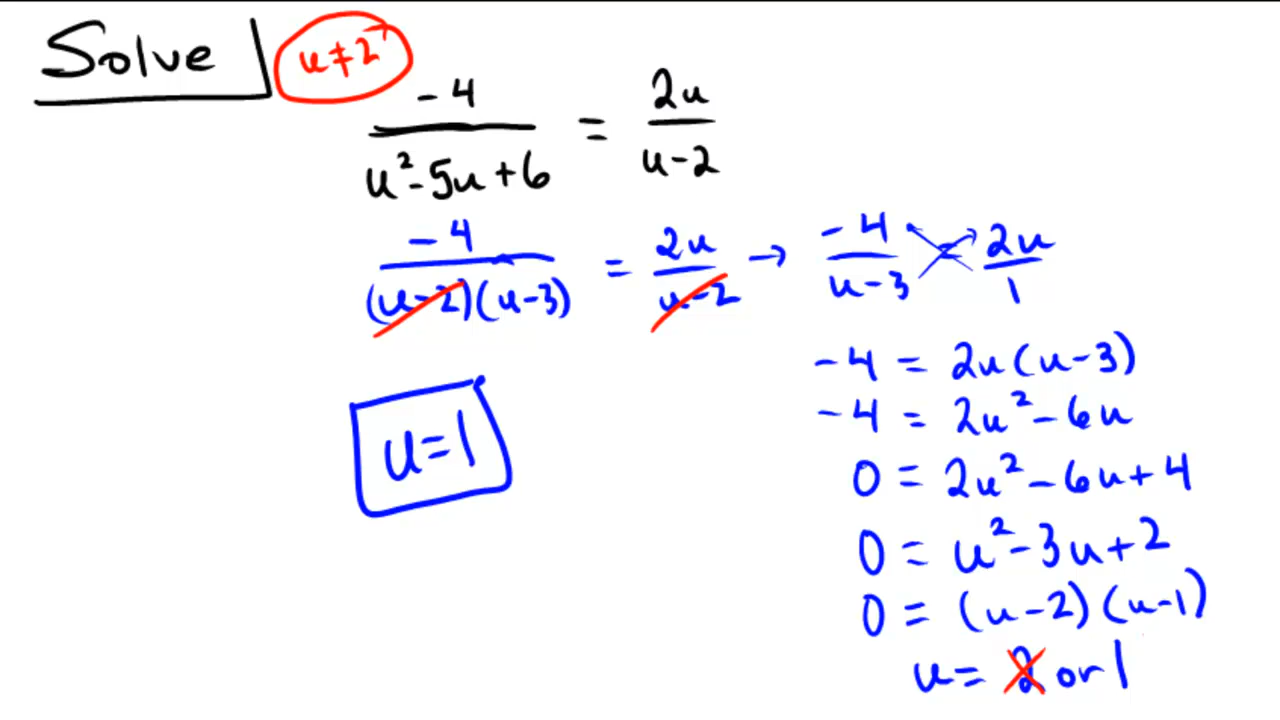 Solve
u≠2
-4/(u²-5u+6) = 2u/(u-2)
-4/((u-2)(u-3)) = 2u/(u-2) → -4/(u-3) = 2u/1
-4 = 2u(u-3)
-4 = 2u²-6u
0 = 2u²-6u+4
0 = u²-3u+2
0 = (u-2)(u-1)
u = 2 or 1
u=1